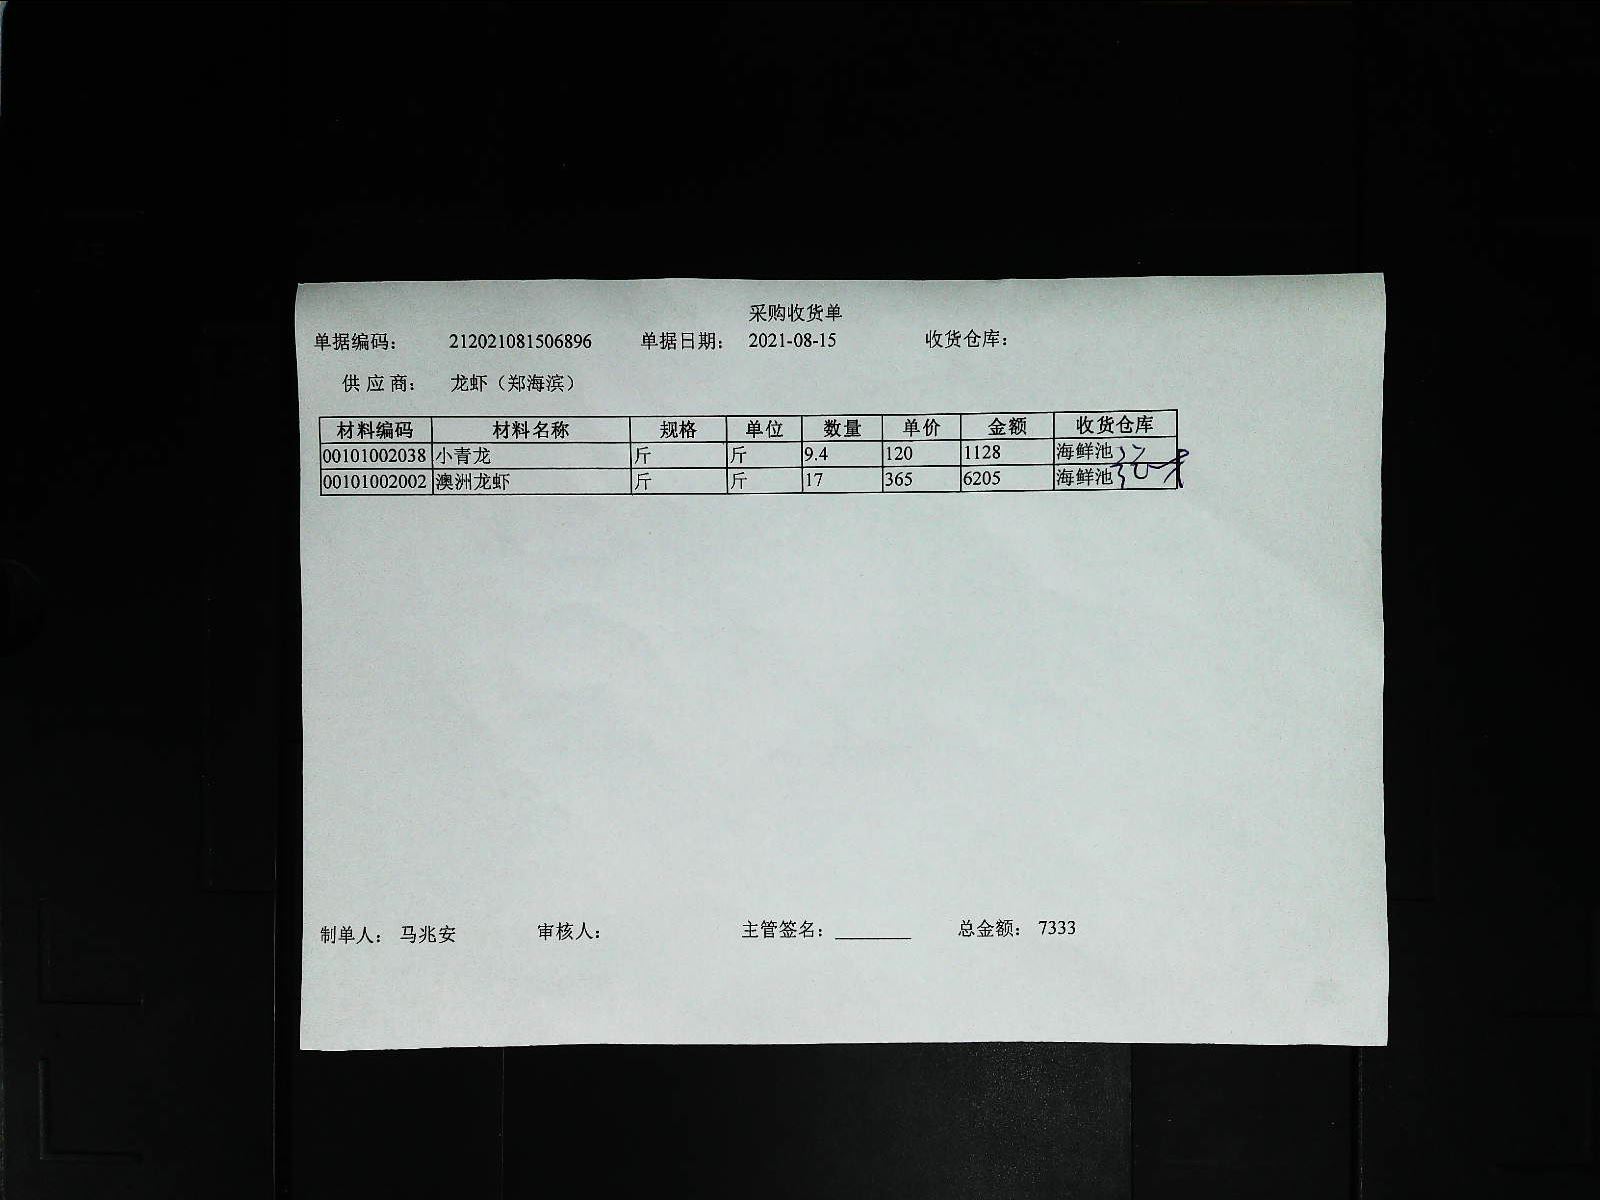 采购收货单
单据编码： 212021081506896 单据日期： 2021-08-15 收货仓库：
供应商： 龙虾（郑海滨）
材料编码 材料名称 规格 单位 数量 单价 金额 收货仓库
00101002038 小青龙 斤 斤 9.4 120 1128 海鲜池
00101002002 澳洲龙虾 斤 斤 17 365 6205 海鲜池
制单人： 马兆安 审核人： 主管签名：________ 总金额： 7333